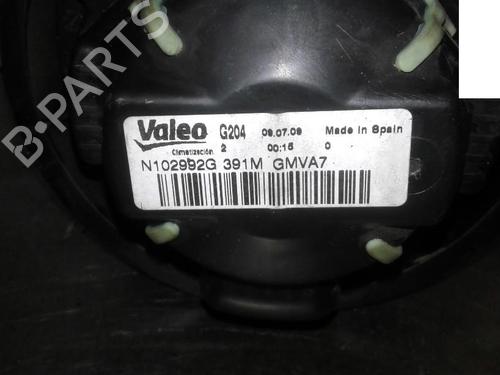 B-PARTS
Valeo G204 09.07.09 Made in Spain
Climatización 2 00:15 0
N102992G 391M GMVA7